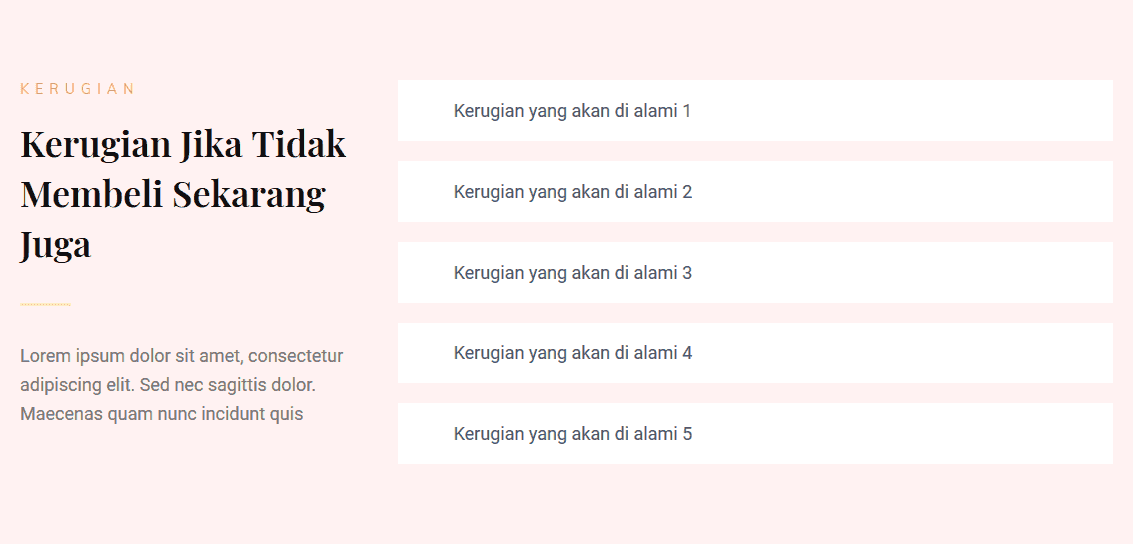 KERUGIAN
Kerugian Jika Tidak
Membeli Sekarang
Juga
Lorem ipsum dolor sit amet, consectetur
adipiscing elit. Sed nec sagittis dolor.
Maecenas quam nunc incidunt quis
Kerugian yang akan di alami 1
Kerugian yang akan di alami 2
Kerugian yang akan di alami 3
Kerugian yang akan di alami 4
Kerugian yang akan di alami 5